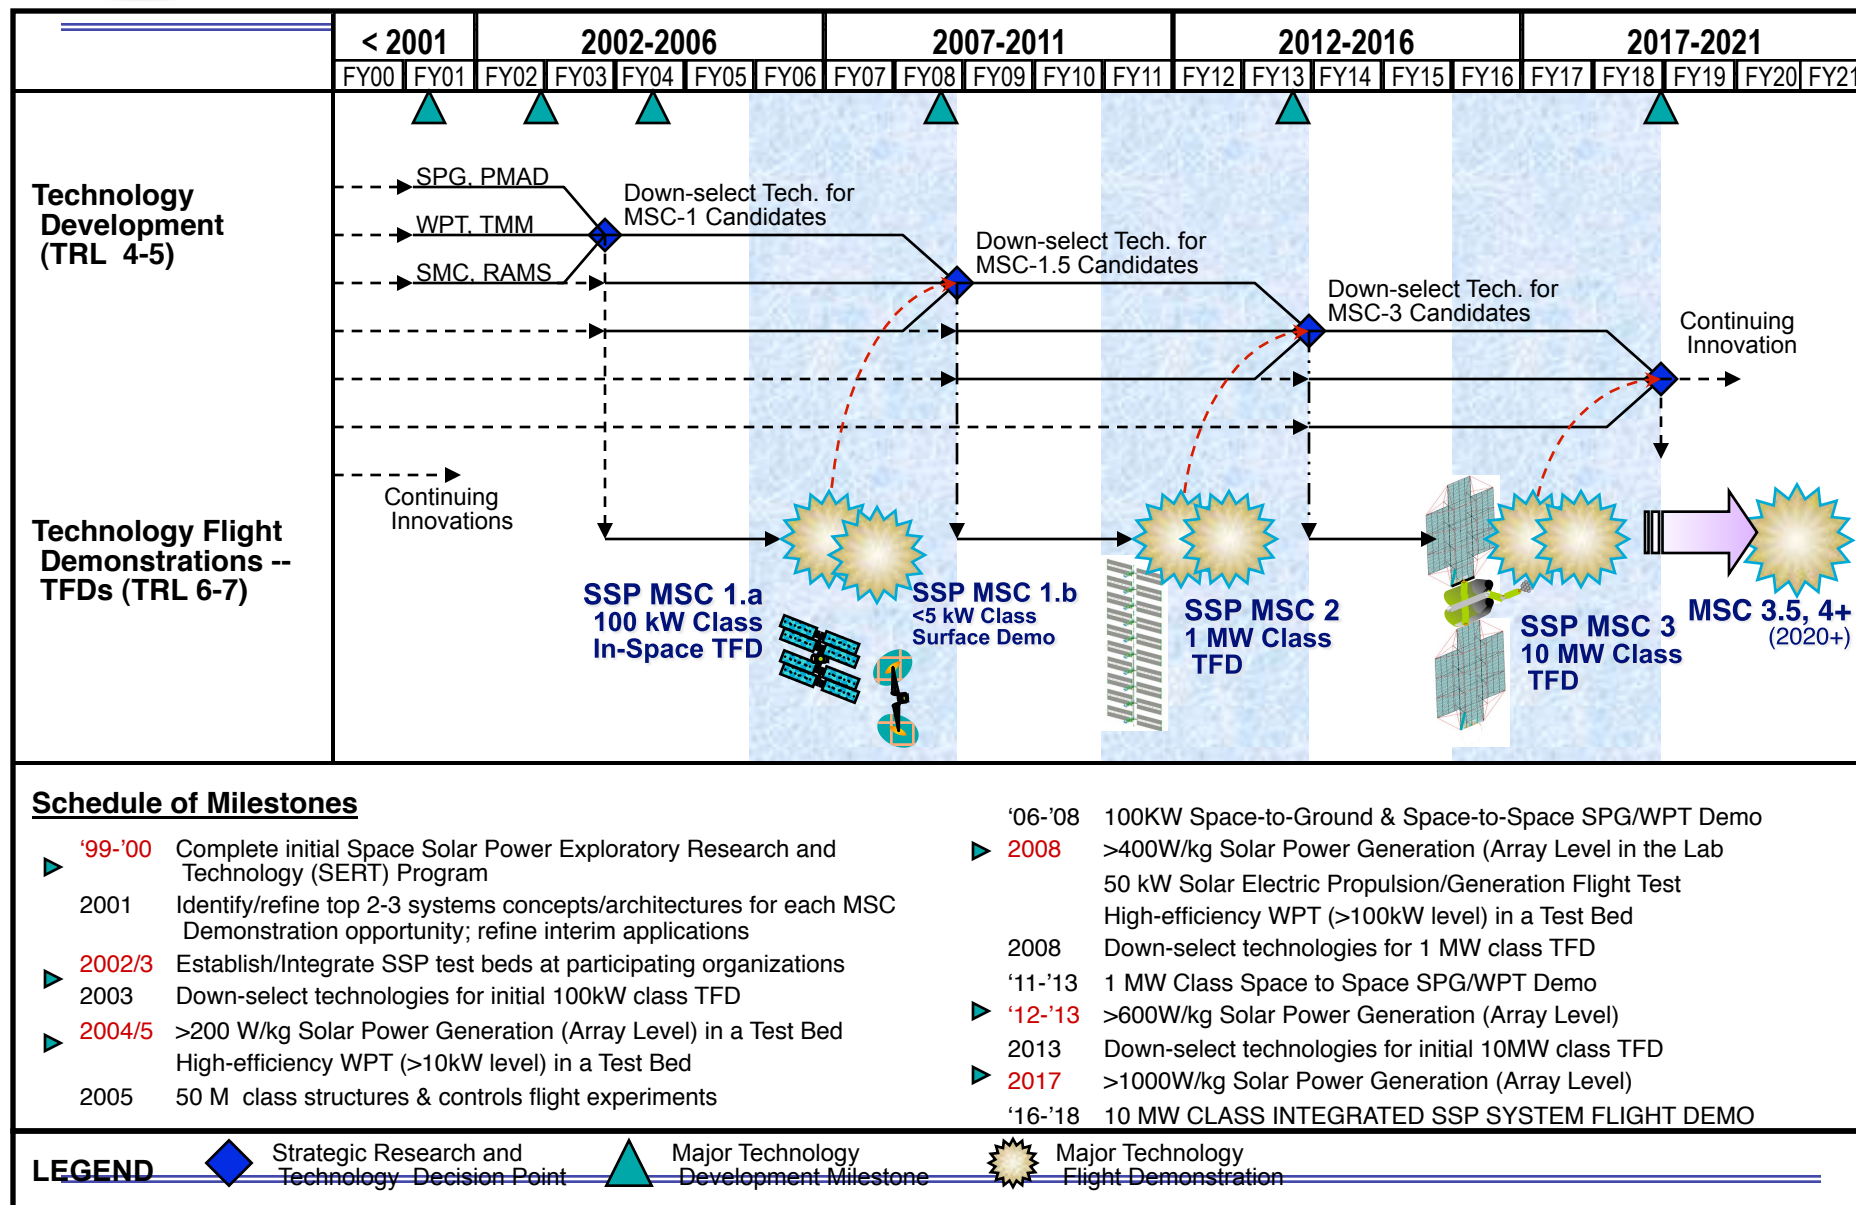 < 2001 2002-2006 2007-2011 2012-2016 2017-2021
FY00 FY01 FY02 FY03 FY04 FY05 FY06 FY07 FY08 FY09 FY10 FY11 FY12 FY13 FY14 FY15 FY16 FY17 FY18 FY19 FY20 FY21
Technology
Development
(TRL 4-5)
SPG, PMAD
WPT, TMM
SMC, RAMS
Down-select Tech. for
MSC-1 Candidates
Down-select Tech. for
MSC-1.5 Candidates
Down-select Tech. for
MSC-3 Candidates
Continuing
Innovation
Continuing
Innovations
Technology Flight
Demonstrations --
TFDs (TRL 6-7)
SSP MSC 1.a
100 kW Class
In-Space TFD
SSP MSC 1.b
<5 kW Class
Surface Demo
SSP MSC 2
1 MW Class
TFD
SSP MSC 3
10 MW Class
TFD
MSC 3.5, 4+
(2020+)
Schedule of Milestones
‘99-’00 Complete initial Space Solar Power Exploratory Research and
Technology (SERT) Program
2001 Identify/refine top 2-3 systems concepts/architectures for each MSC
Demonstration opportunity; refine interim applications
2002/3 Establish/Integrate SSP test beds at participating organizations
2003 Down-select technologies for initial 100kW class TFD
2004/5 >200 W/kg Solar Power Generation (Array Level) in a Test Bed
High-efficiency WPT (>10kW level) in a Test Bed
2005 50 M class structures & controls flight experiments
‘06-’08 100KW Space-to-Ground & Space-to-Space SPG/WPT Demo
2008 >400W/kg Solar Power Generation (Array Level in the Lab
50 kW Solar Electric Propulsion/Generation Flight Test
High-efficiency WPT (>100kW level) in a Test Bed
2008 Down-select technologies for 1 MW class TFD
‘11-’13 1 MW Class Space to Space SPG/WPT Demo
‘12-’13 >600W/kg Solar Power Generation (Array Level)
2013 Down-select technologies for initial 10MW class TFD
2017 >1000W/kg Solar Power Generation (Array Level)
‘16-’18 10 MW CLASS INTEGRATED SSP SYSTEM FLIGHT DEMO
LEGEND
Strategic Research and
Technology Decision Point
Major Technology
Development Milestone
Major Technology
Flight Demonstration